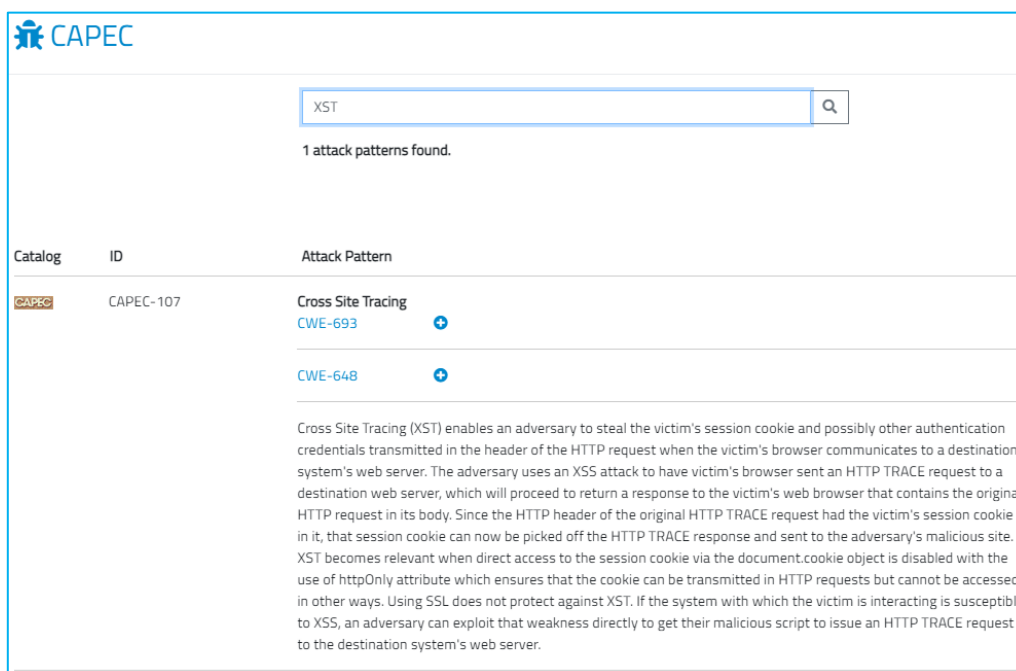 CAPEC
XST
1 attack patterns found.
Catalog ID Attack Pattern
CAPEC CAPEC-107 Cross Site Tracing
CWE-693
CWE-648
Cross Site Tracing (XST) enables an adversary to steal the victim's session cookie and possibly other authentication
credentials transmitted in the header of the HTTP request when the victim's browser communicates to a destination
system's web server. The adversary uses an XSS attack to have victim's browser sent an HTTP TRACE request to a
destination web server, which will proceed to return a response to the victim's web browser that contains the origina
HTTP request in its body. Since the HTTP header of the original HTTP TRACE request had the victim's session cookie
in it, that session cookie can now be picked off the HTTP TRACE response and sent to the adversary's malicious site.
XST becomes relevant when direct access to the session cookie via the document.cookie object is disabled with the
use of httpOnly attribute which ensures that the cookie can be transmitted in HTTP requests but cannot be accessed
in other ways. Using SSL does not protect against XST. If the system with which the victim is interacting is susceptibl
to XSS, an adversary can exploit that weakness directly to get their malicious script to issue an HTTP TRACE request
to the destination system's web server.